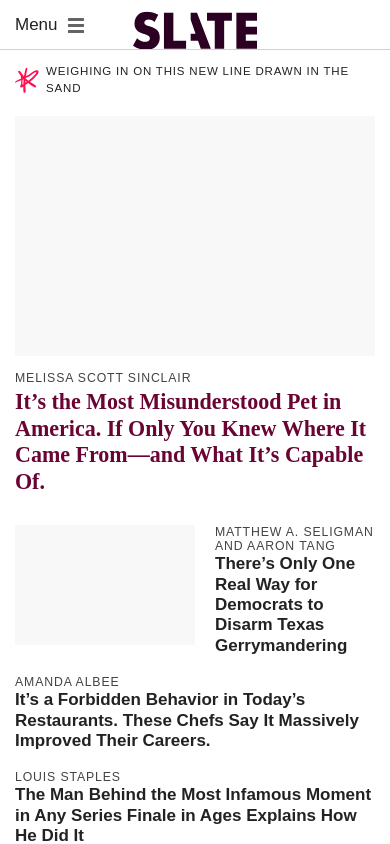 Menu
SLATE
WEIGHING IN ON THIS NEW LINE DRAWN IN THE
SAND
MELISSA SCOTT SINCLAIR
It’s the Most Misunderstood Pet in
America. If Only You Knew Where It
Came From—and What It’s Capable
Of.
MATTHEW A. SELIGMAN
AND AARON TANG
There’s Only One
Real Way for
Democrats to
Disarm Texas
Gerrymandering
AMANDA ALBEE
It’s a Forbidden Behavior in Today’s
Restaurants. These Chefs Say It Massively
Improved Their Careers.
LOUIS STAPLES
The Man Behind the Most Infamous Moment
in Any Series Finale in Ages Explains How
He Did It